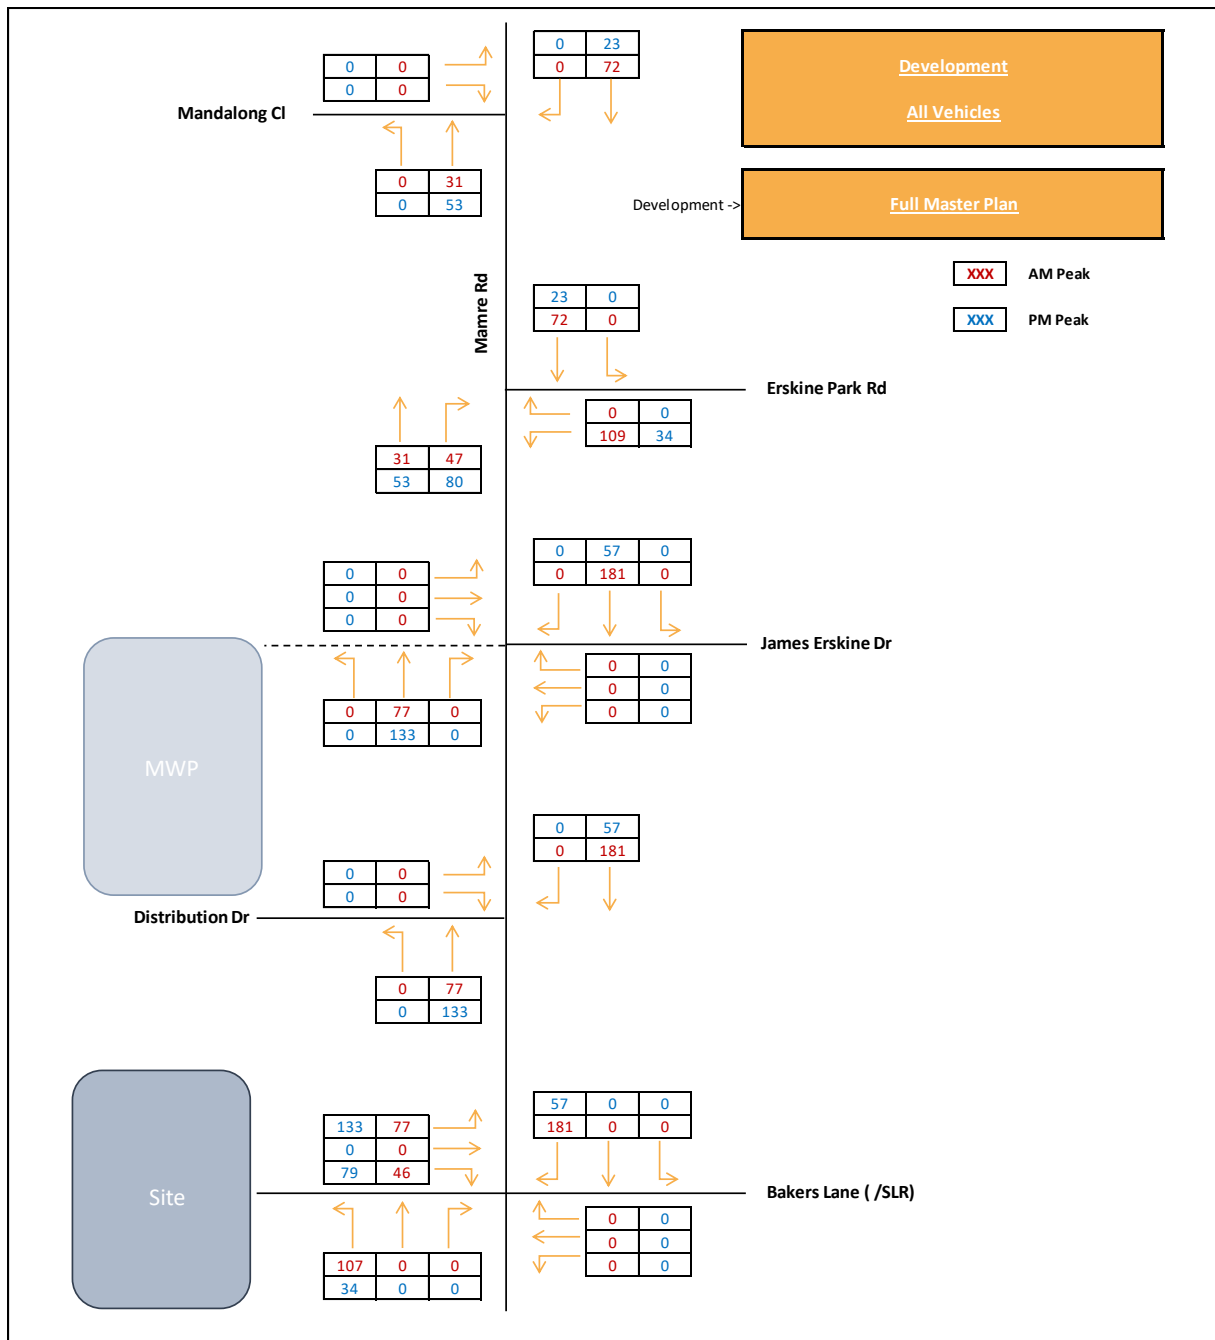 0 23
0 72
Development
All Vehicles
0 0
0 0
Mandalong Cl
0 31
0 53
Development ->
Full Master Plan
XXX AM Peak
XXX PM Peak
Mamre Rd
23 0
72 0
Erskine Park Rd
0 0
109 34
31 47
53 80
0 57 0
0 181 0
0 0
0 0
0 0
James Erskine Dr
0 0
0 0
0 0
0 77 0
0 133 0
MWP
0 57
0 181
0 0
0 0
Distribution Dr
0 77
0 133
57 0 0
181 0 0
133 77
0 0
79 46
Site
Bakers Lane ( /SLR)
0 0
0 0
0 0
107 0 0
34 0 0